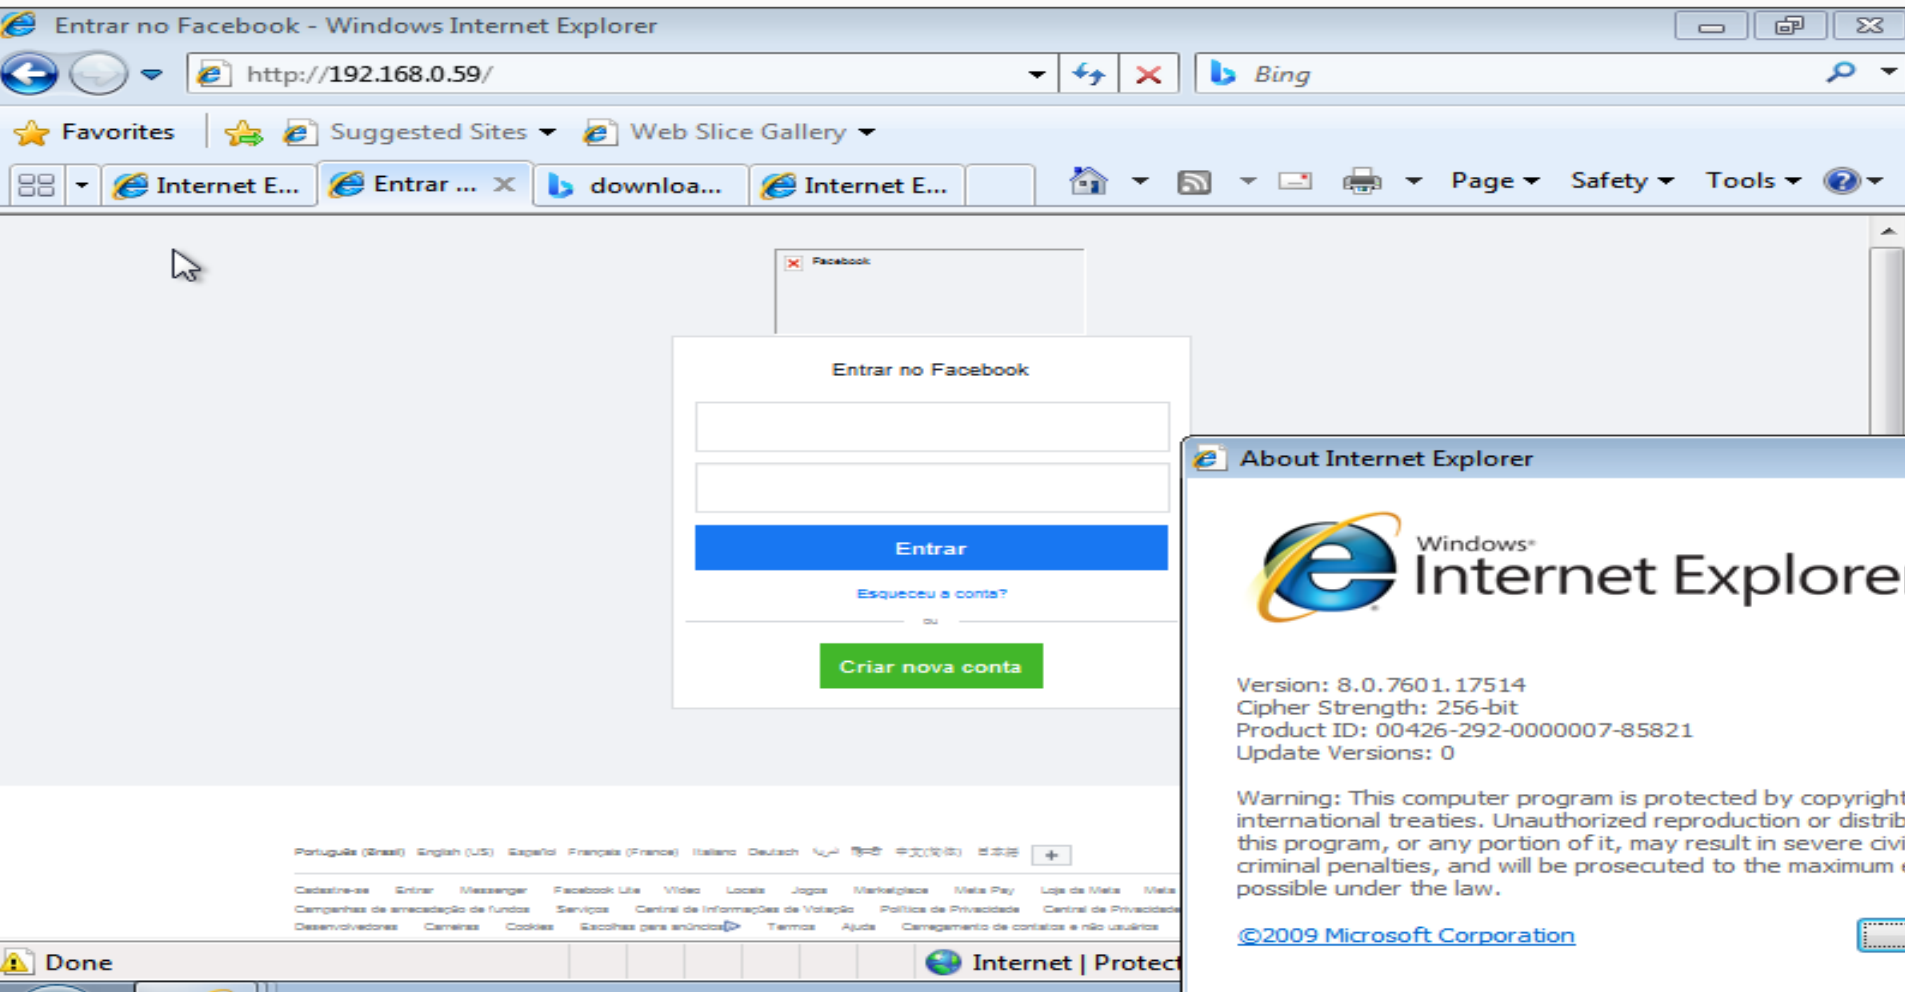 Entrar no Facebook - Windows Internet Explorer
http://192.168.0.59/
Bing
Favorites
Suggested Sites
Web Slice Gallery
Internet E...
Entrar ...
downloa...
Internet E...
Page
Safety
Tools
Facebook
Entrar no Facebook
Entrar
Esqueceu a conta?
ou
Criar nova conta
About Internet Explorer
Windows®
Internet Explorer
Version: 8.0.7601.17514
Cipher Strength: 256-bit
Product ID: 00426-292-0000007-85821
Update Versions: 0
Warning: This computer program is protected by copyright
international treaties. Unauthorized reproduction or distrib
this program, or any portion of it, may result in severe civi
criminal penalties, and will be prosecuted to the maximum e
possible under the law.
©2009 Microsoft Corporation
Português (Brasil) English (US) Español Français (France) Italiano Deutsch हिन्दी 中文(简体) 日本語 +
Cadastre-se Entrar Messenger Facebook Lite Vídeo Locais Jogos Marketplace Meta Pay Loja da Meta Meta
Campanhas de arrecadação de fundos Serviços Central de Informações de Votação Política de Privacidade Central de Privacidade
Desenvolvedores Carreiras Cookies Escolhas para anúncios Termos Ajuda Carregamento de contatos e não usuários
Done
Internet | Protect